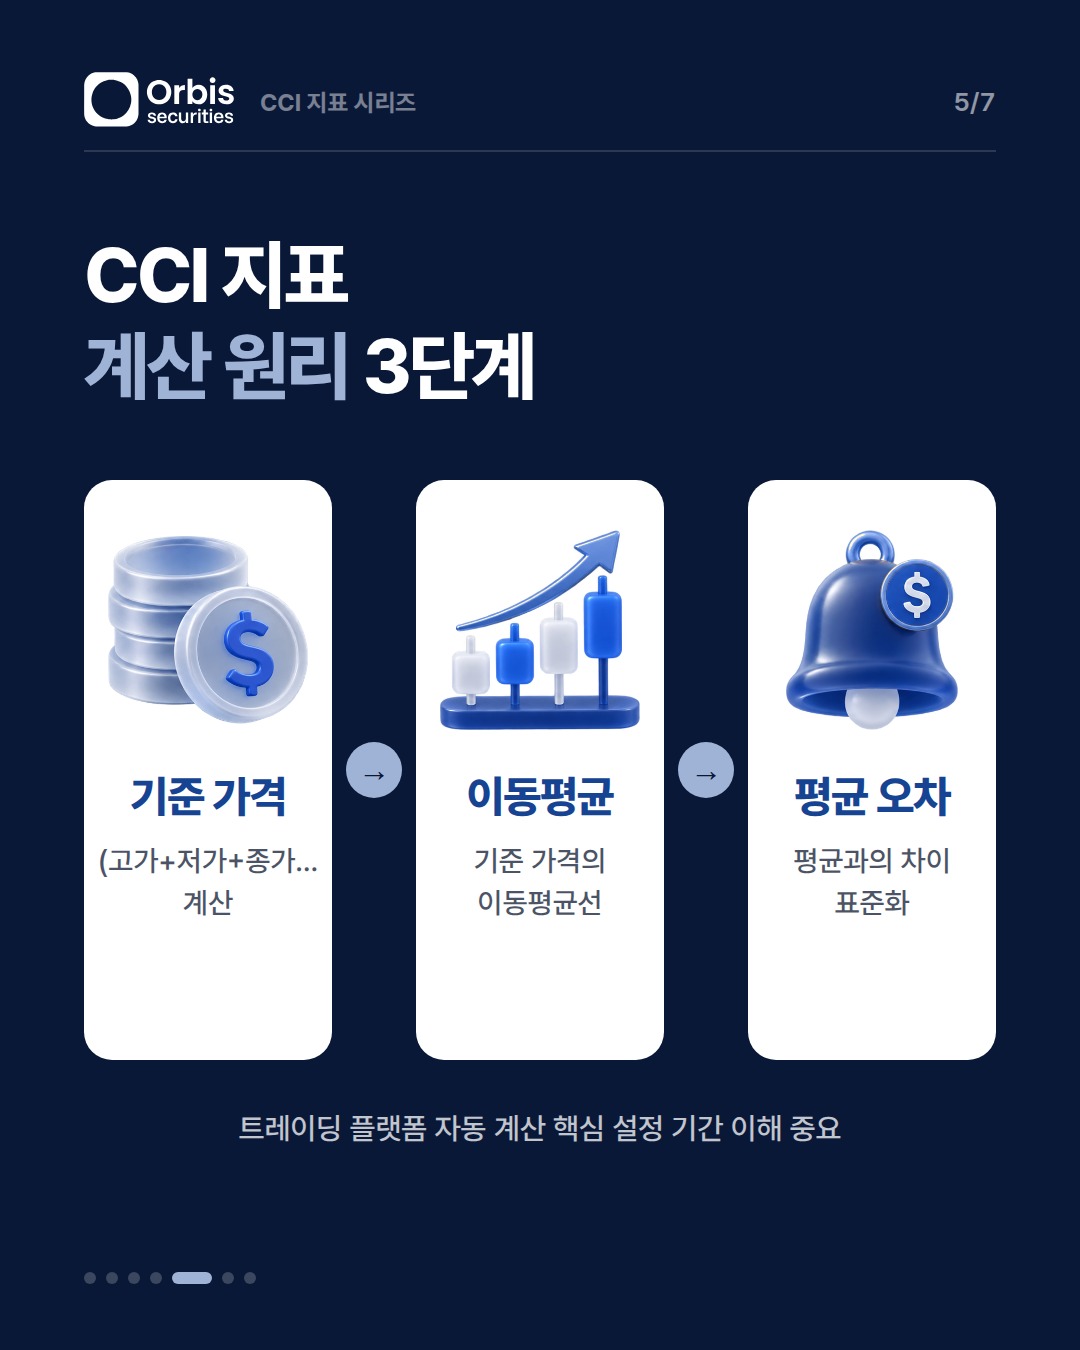 Orbis
securities
CCI 지표 시리즈
5/7
CCI 지표
계산 원리 3단계
기준 가격
(고가+저가+종가...
계산
→
이동평균
기준 가격의
이동평균선
→
평균 오차
평균과의 차이
표준화
트레이딩 플랫폼 자동 계산 핵심 설정 기간 이해 중요